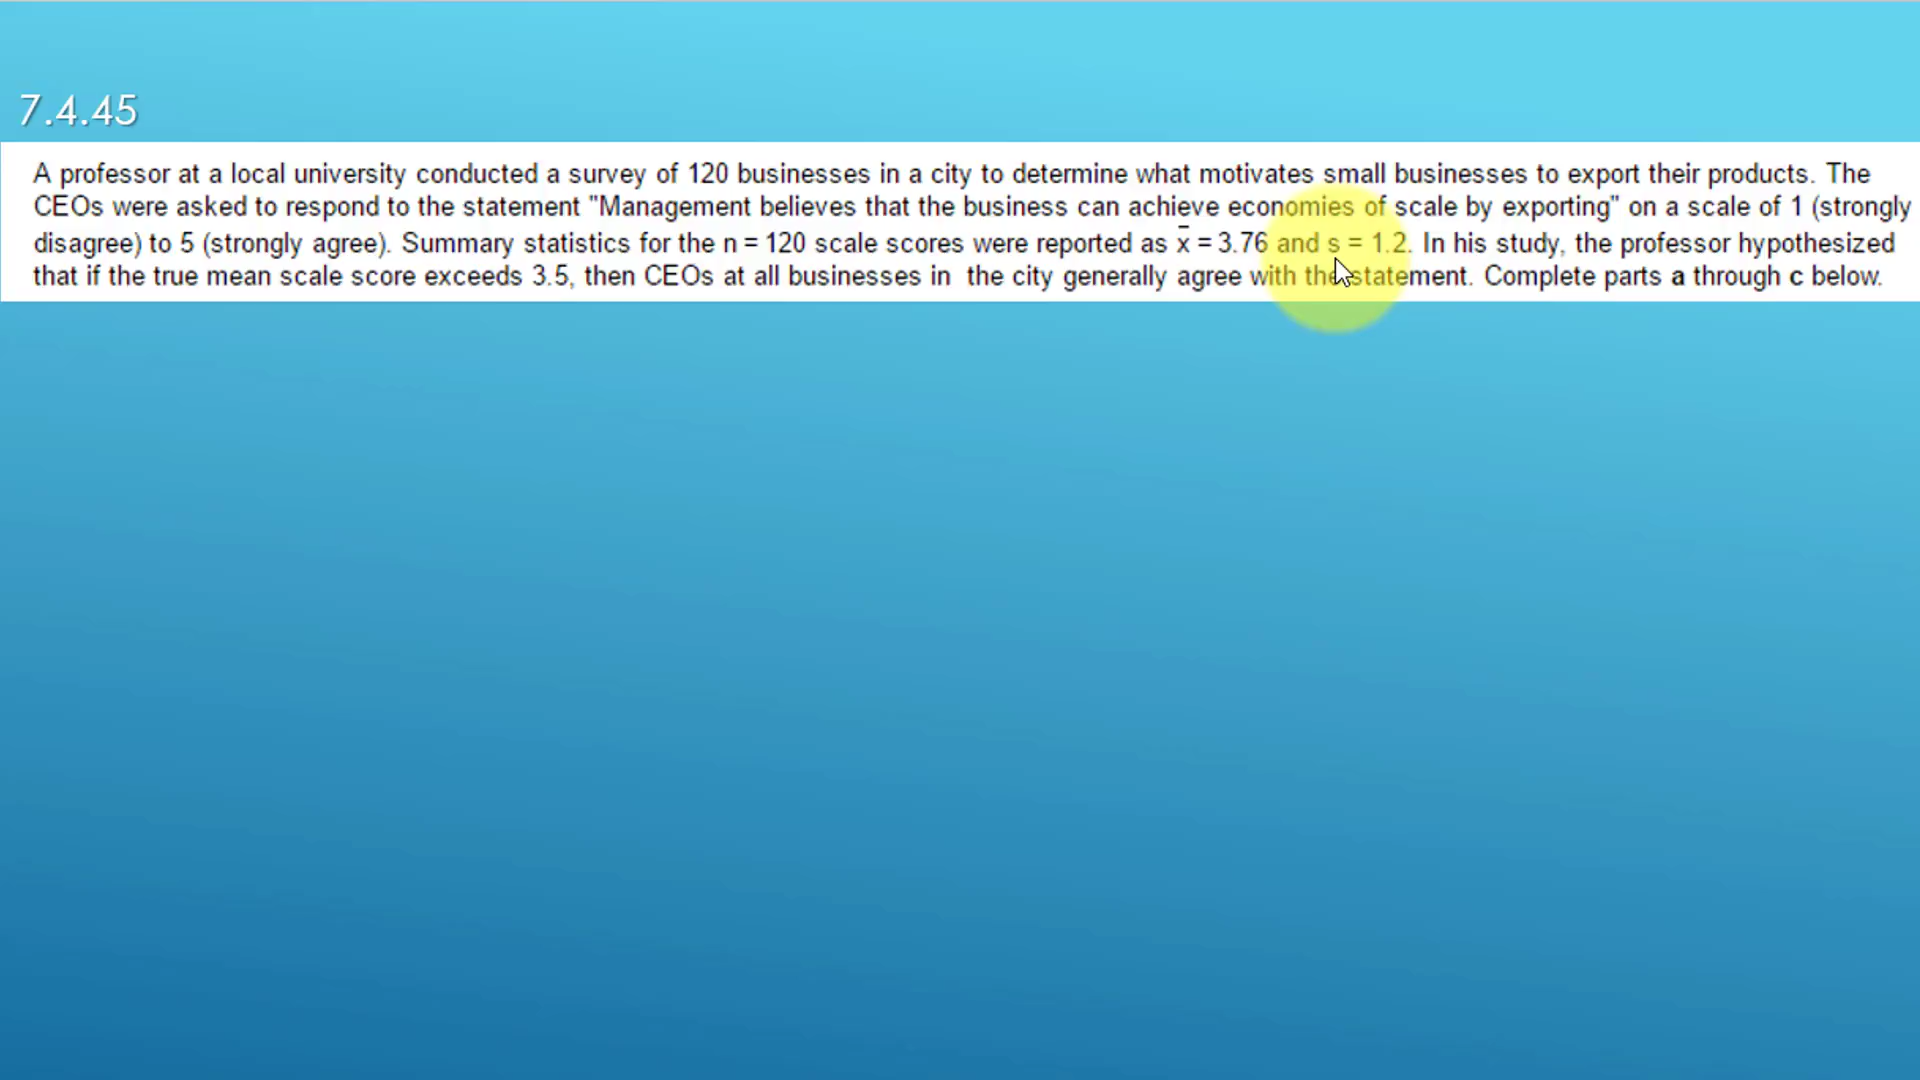 7.4.45
A professor at a local university conducted a survey of 120 businesses in a city to determine what motivates small businesses to export their products. The
CEOs were asked to respond to the statement "Management believes that the business can achieve economies of scale by exporting" on a scale of 1 (strongly
disagree) to 5 (strongly agree). Summary statistics for the n = 120 scale scores were reported as x̄ = 3.76 and s = 1.2. In his study, the professor hypothesized
that if the true mean scale score exceeds 3.5, then CEOs at all businesses in the city generally agree with the statement. Complete parts a through c below.